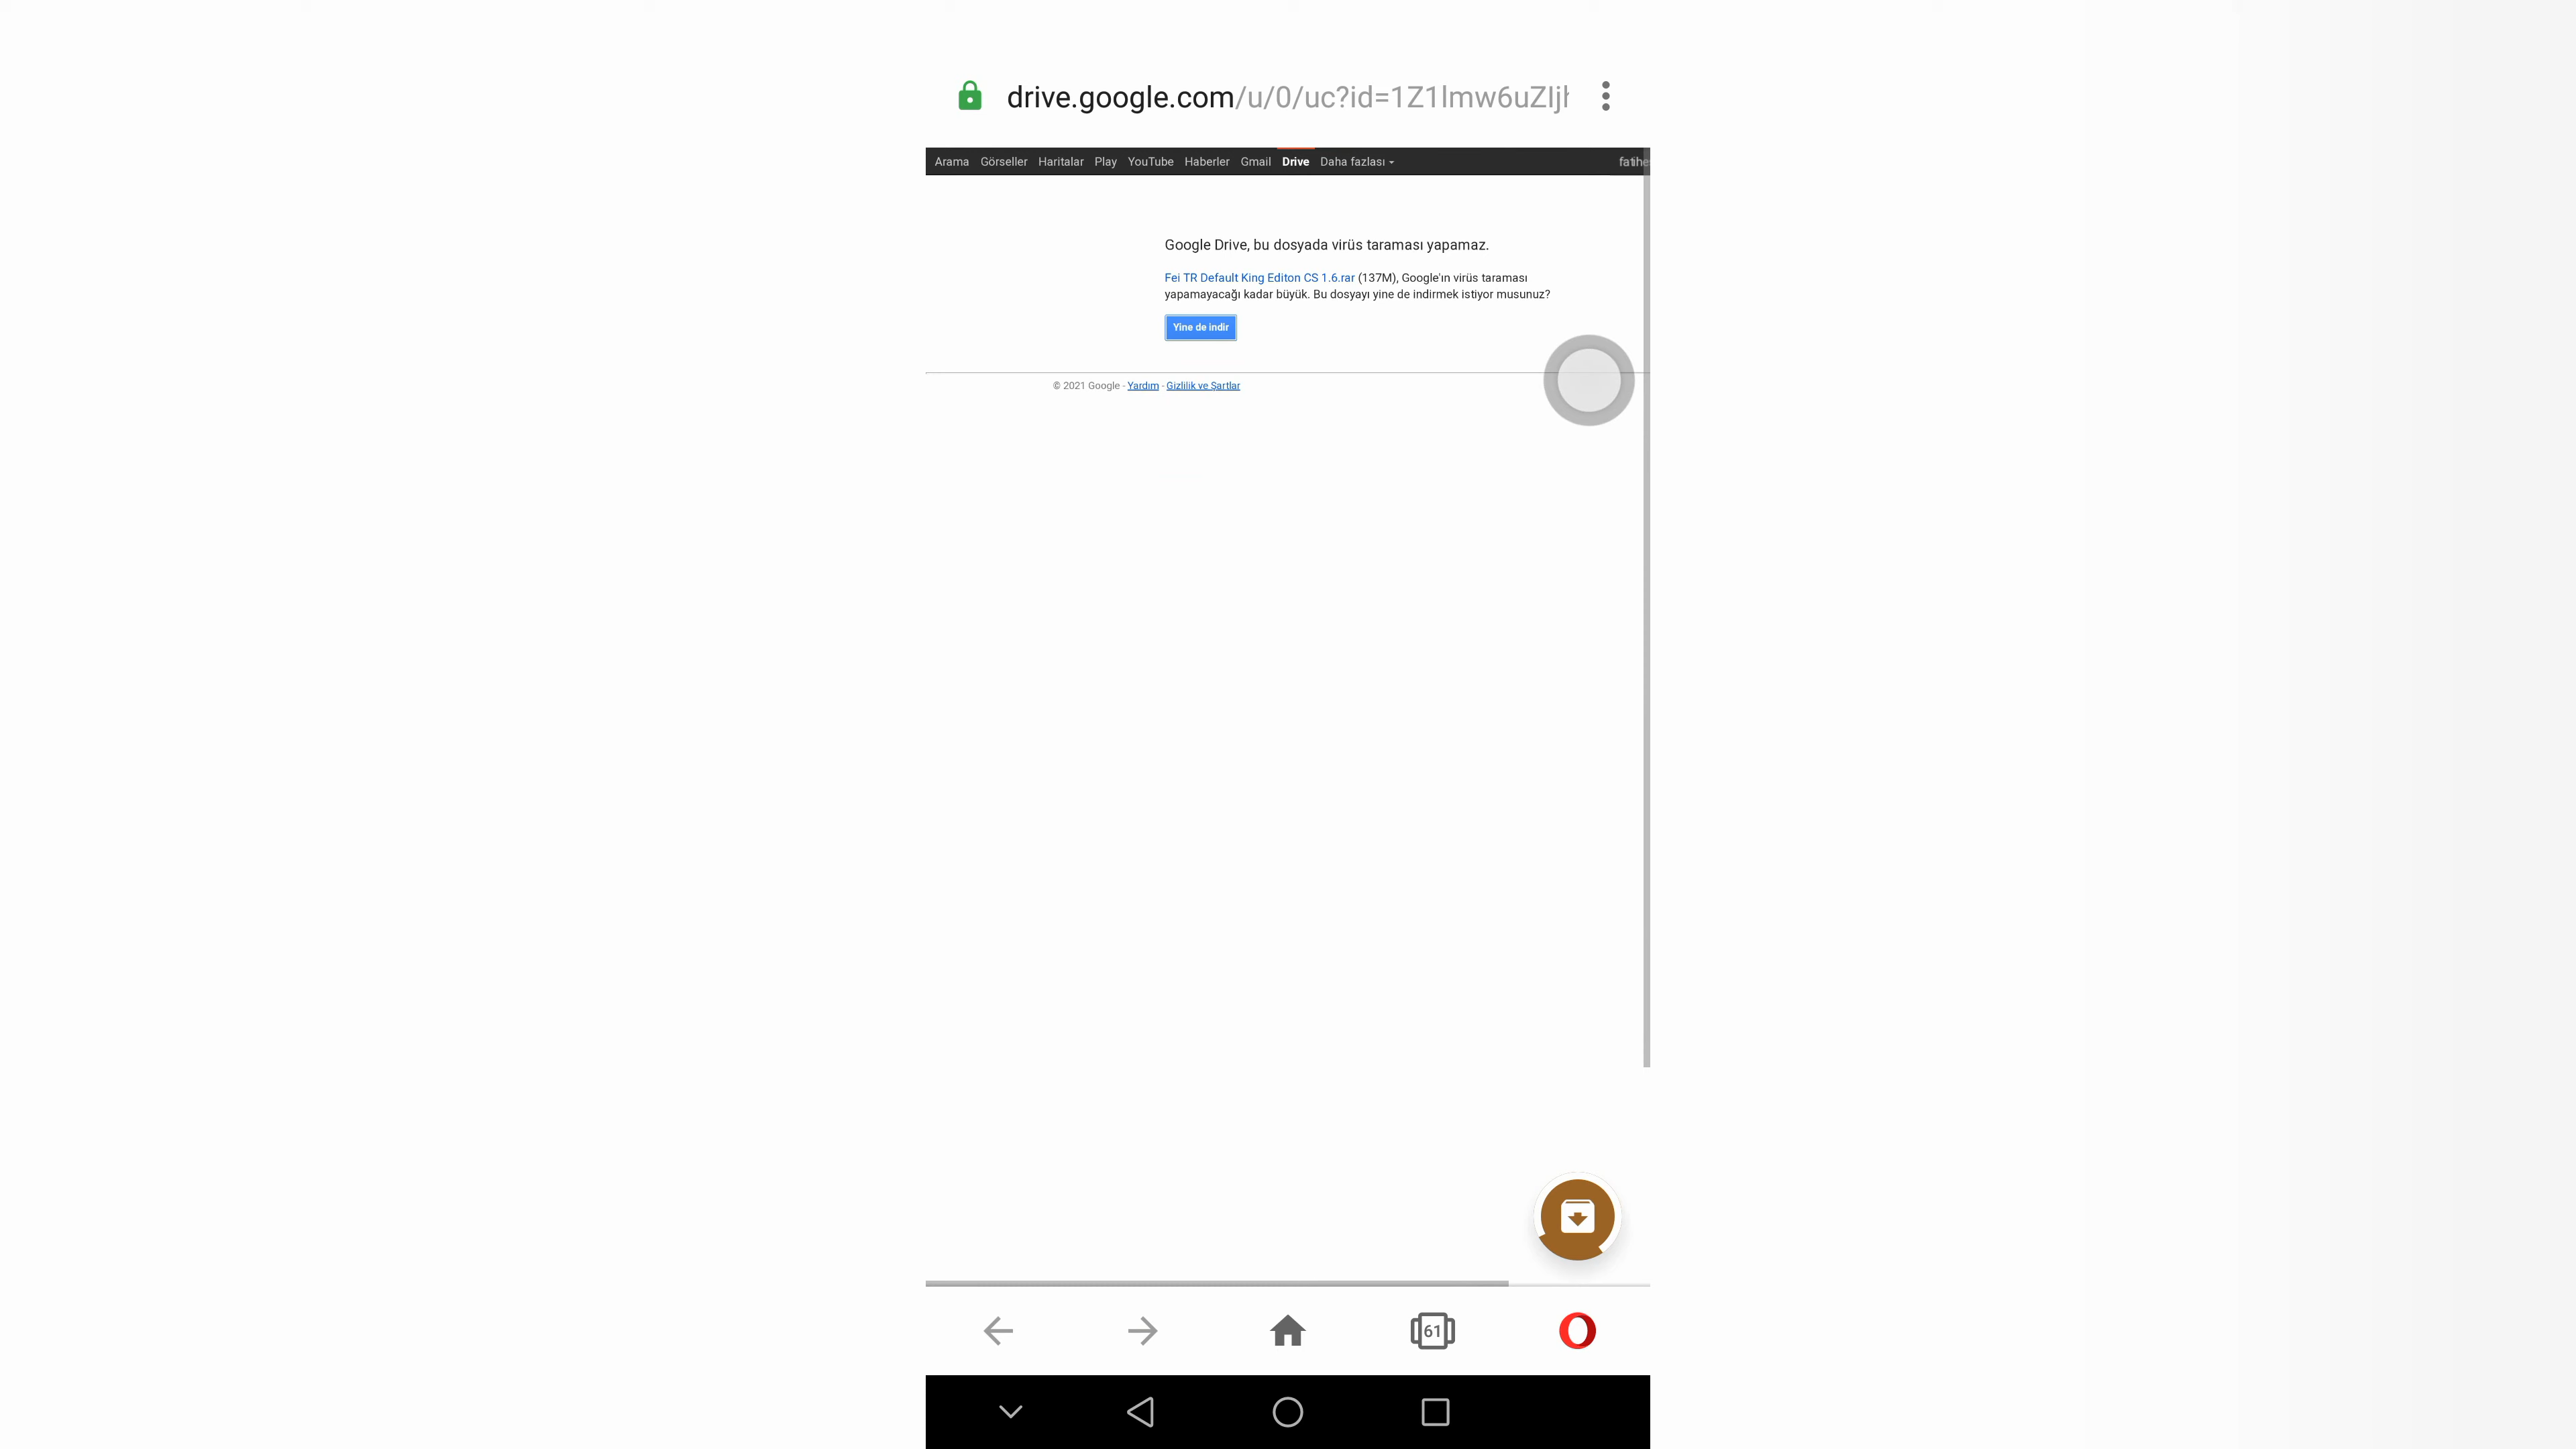 drive.google.com/u/0/uc?id=1Z1lmw6uZIjł
Arama Görseller Haritalar Play YouTube Haberler Gmail Drive Daha fazlası fatihe
Google Drive, bu dosyada virüs taraması yapamaz.
Fei TR Default King Editon CS 1.6.rar (137M), Google'ın virüs taraması
yapamayacağı kadar büyük. Bu dosyayı yine de indirmek istiyor musunuz?
Yine de indir
© 2021 Google - Yardım - Gizlilik ve Şartlar
61